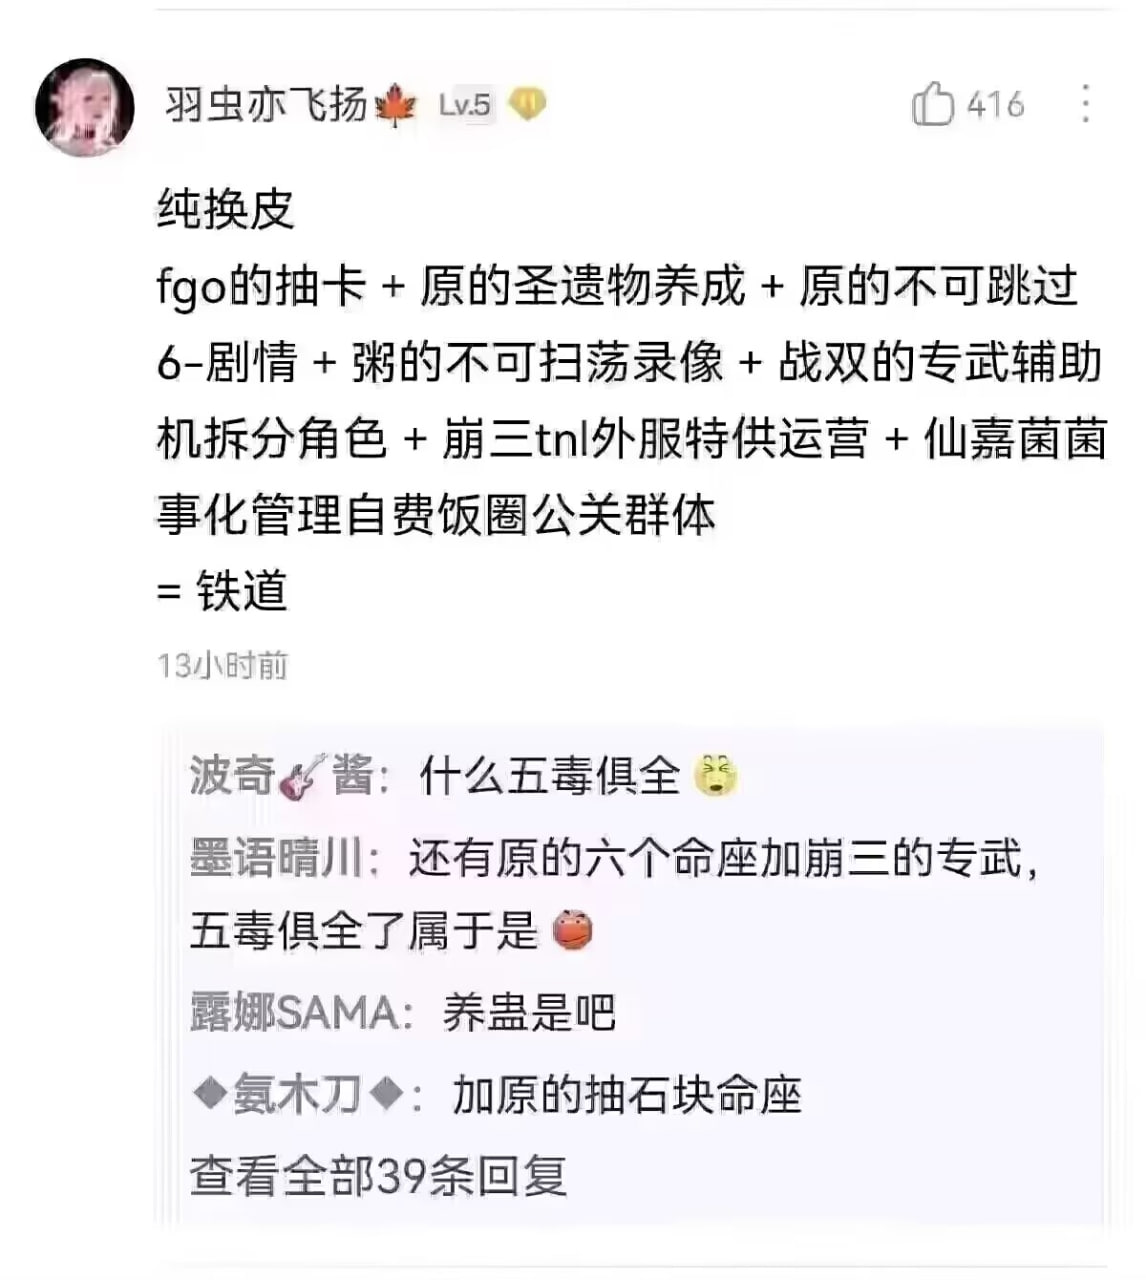 羽虫亦飞扬🍁 Lv.5 416
纯换皮
fgo的抽卡 + 原的圣遗物养成 + 原的不可跳过
6-剧情 + 粥的不可扫荡录像 + 战双的专武辅助
机拆分角色 + 崩三tnl外服特供运营 + 仙嘉菌菌
事化管理自费饭圈公关群体
= 铁道
13小时前
波奇🎸酱：什么五毒俱全
墨语晴川：还有原的六个命座加崩三的专武，
五毒俱全了属于是
露娜SAMA：养蛊是吧
◆氨木刀◆：加原的抽石块命座
查看全部39条回复